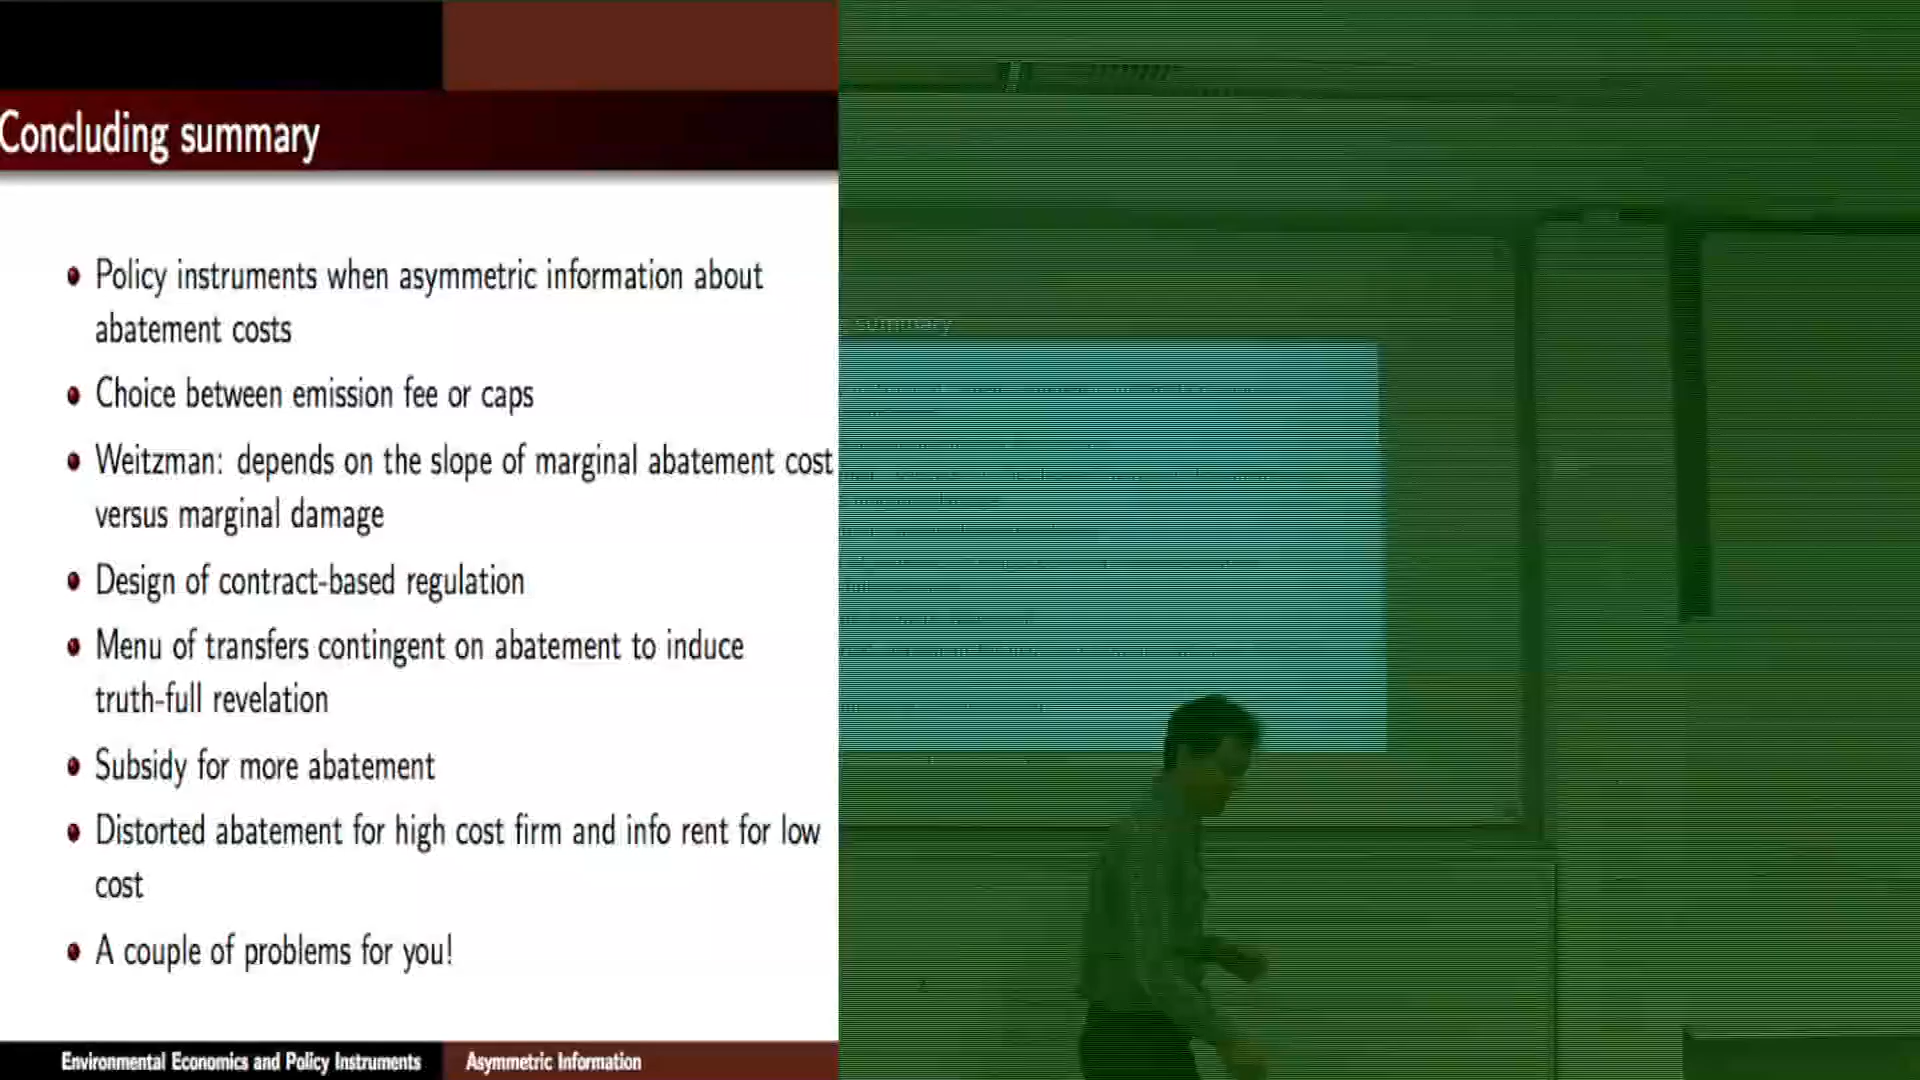 Concluding summary
Policy instruments when asymmetric information about
abatement costs
Choice between emission fee or caps
Weitzman: depends on the slope of marginal abatement cost
versus marginal damage
Design of contract-based regulation
Menu of transfers contingent on abatement to induce
truth-full revelation
Subsidy for more abatement
Distorted abatement for high cost firm and info rent for low
cost
A couple of problems for you!
Environmental Economics and Policy Instruments
Asymmetric Information
summary